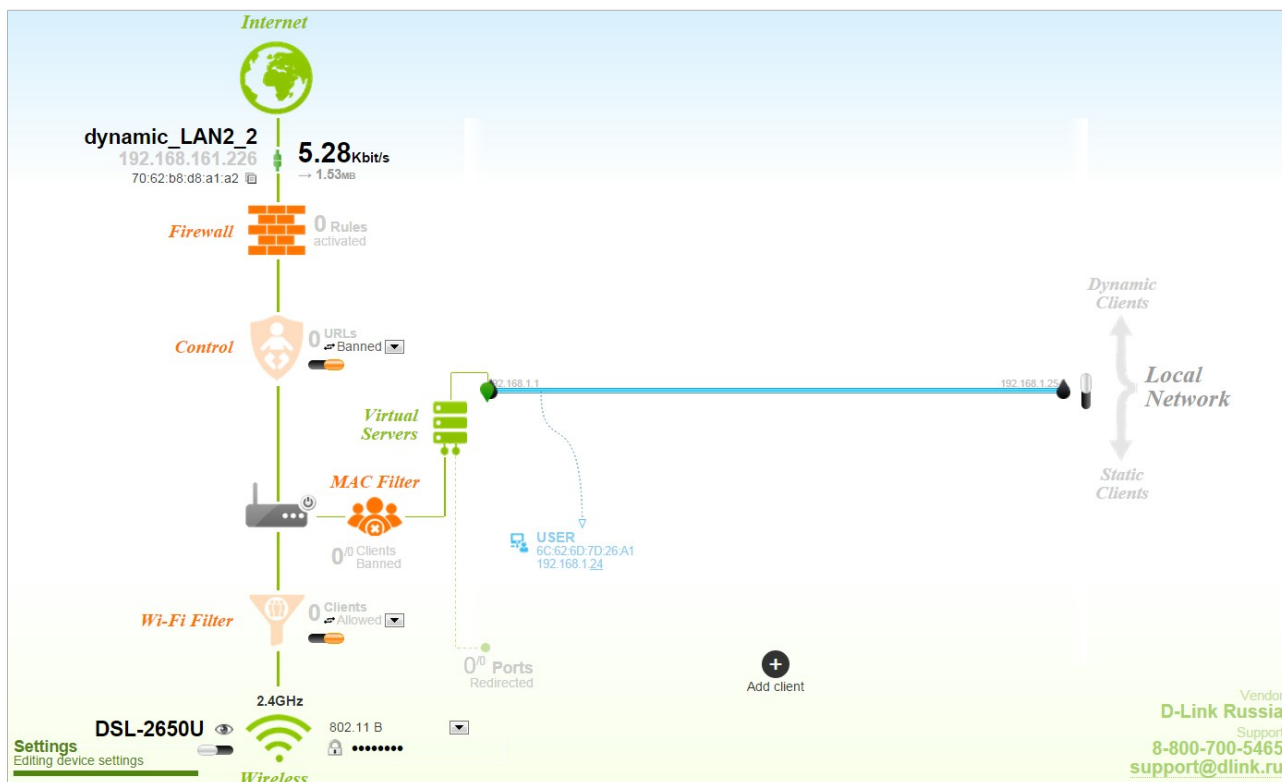 Internet
dynamic_LAN2_2
192.168.161.226
70:62:b8:d8:a1:a2
5.28Kbit/s
→ 1.53MB
Firewall
0 Rules
activated
Control
0 URLs
Banned
Virtual
Servers
MAC Filter
0/0 Clients
Banned
Wi-Fi Filter
0 Clients
Allowed
0/0 Ports
Redirected
92.168.1.1
192.168.1.25
USER
6C:62:6D:7D:26:A1
192.168.1.24
Dynamic
Clients
Local
Network
Static
Clients
Add client
2.4GHz
DSL-2650U
802.11 B
••••••••
Wireless
Settings
Editing device settings
Vendor
D-Link Russia
Support
8-800-700-5465
support@dlink.ru